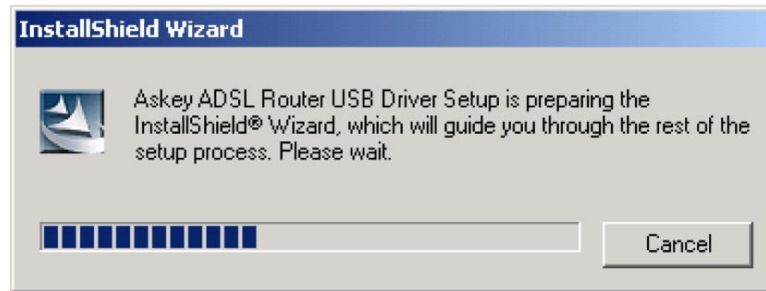 InstallShield Wizard
Askey ADSL Router USB Driver Setup is preparing the
InstallShield® Wizard, which will guide you through the rest of the
setup process. Please wait.
Cancel